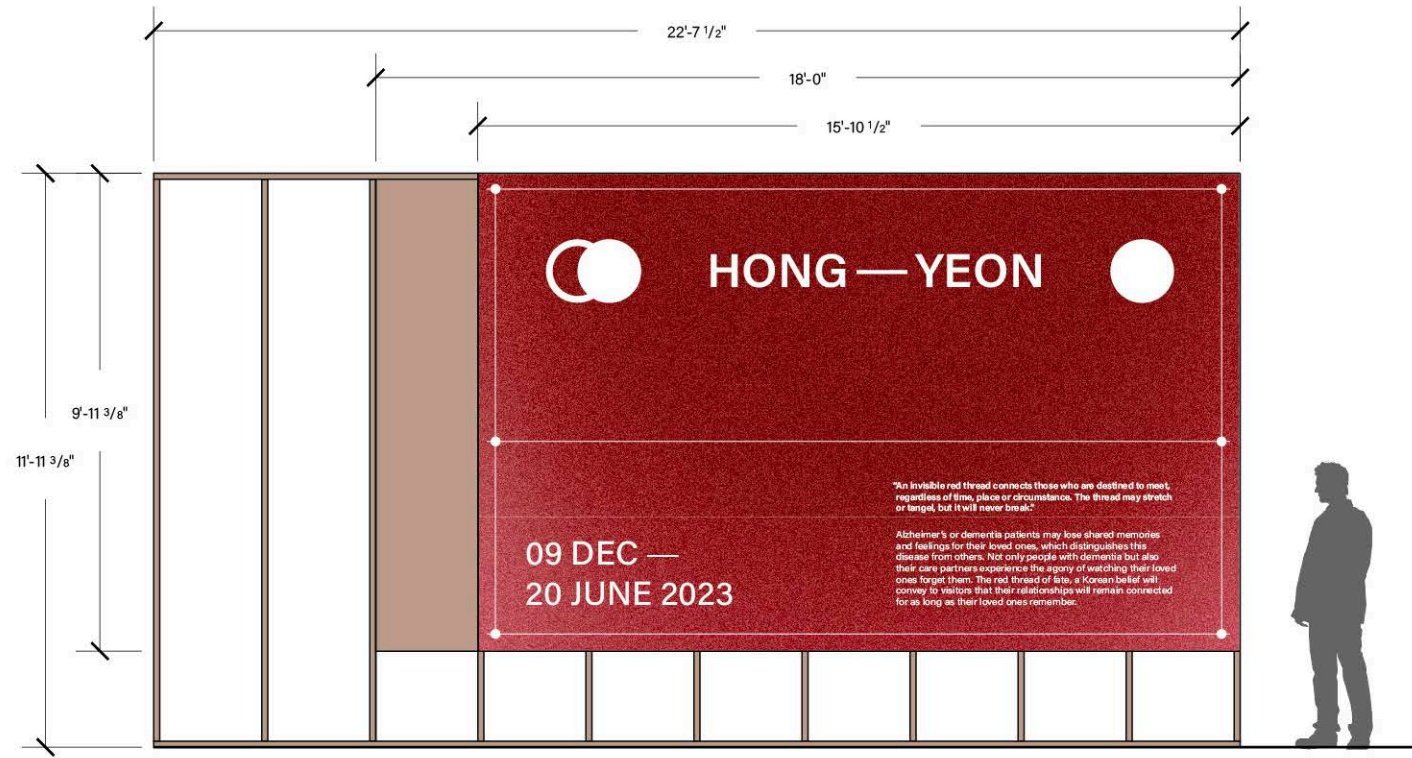 22'-7 1/2"
18'-0"
15'-10 1/2"
9'-11 3/8"
11'-11 3/8"
HONG — YEON
"An invisible red thread connects those who are destined to meet,
regardless of time, place or circumstance. The thread may stretch
or tangel, but it will never break."
Alzheimer's or dementia patients may lose shared memories
and feelings for their loved ones, which distinguishes this
disease from others. Not only people with dementia but also
their care partners experience the agony of watching their loved
ones forget them. The red thread of fate, a Korean belief will
convey to visitors that their relationships will remain connected
for as long as their loved ones remember.
09 DEC —
20 JUNE 2023